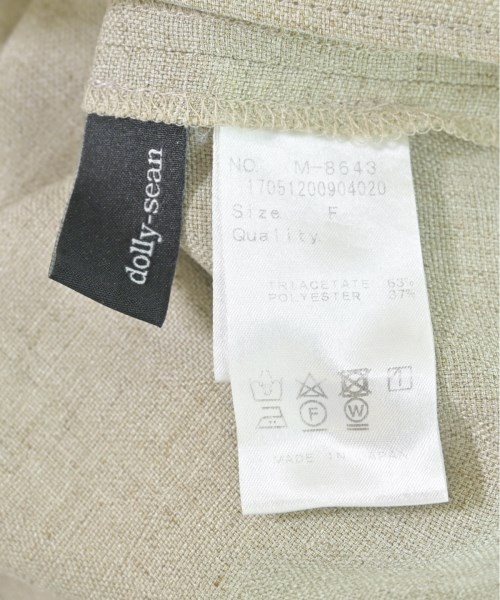 dolly-sean
NO. M-8643
17051200904020
Size F
Quality
TRIACETATE 63%
POLYESTER 37%
F
W
MADE IN JAPAN